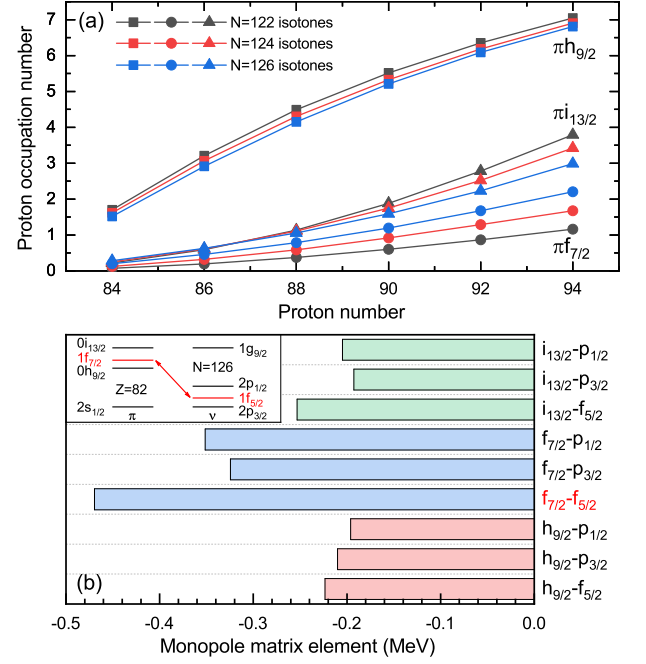 (a)
N=122 isotones
N=124 isotones
N=126 isotones
πh9/2
πi13/2
πf7/2
7
6
5
4
3
2
1
0
Proton occupation number
84 86 88 90 92 94
Proton number
0i13/2
1f7/2
0h9/2
Z=82
2s1/2
π
1g9/2
N=126
2p1/2
1f5/2
2p3/2
ν
i13/2-p1/2
i13/2-p3/2
i13/2-f5/2
f7/2-p1/2
f7/2-p3/2
f7/2-f5/2
h9/2-p1/2
h9/2-p3/2
h9/2-f5/2
(b)
-0.5 -0.4 -0.3 -0.2 -0.1 0.0
Monopole matrix element (MeV)